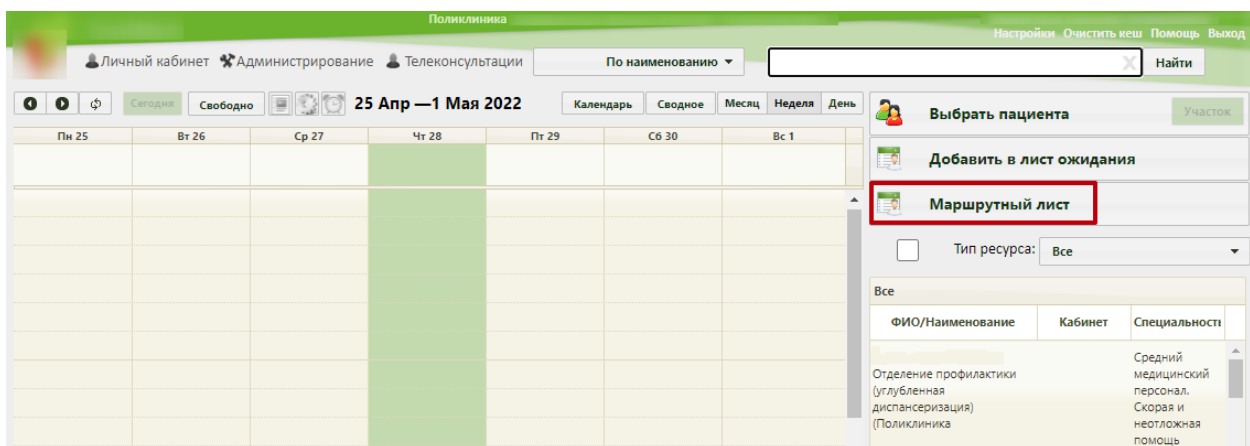 Поликлиника
Настройки Очистить кеш Помощь Выход
Личный кабинет Администрирование Телеконсультации По наименованию X Найти
Сегодня Свободно 25 Апр —1 Мая 2022 Календарь Сводное Месяц Неделя День
Выбрать пациента Участок
Пн 25 Вт 26 Ср 27 Чт 28 Пт 29 Сб 30 Вс 1
Добавить в лист ожидания
Маршрутный лист
Тип ресурса: Все
Все
ФИО/Наименование Кабинет Специальность
Отделение профилактики
(углубленная
диспансеризация)
(Поликлиника
Средний
медицинский
персонал.
Скорая и
неотложная
помощь